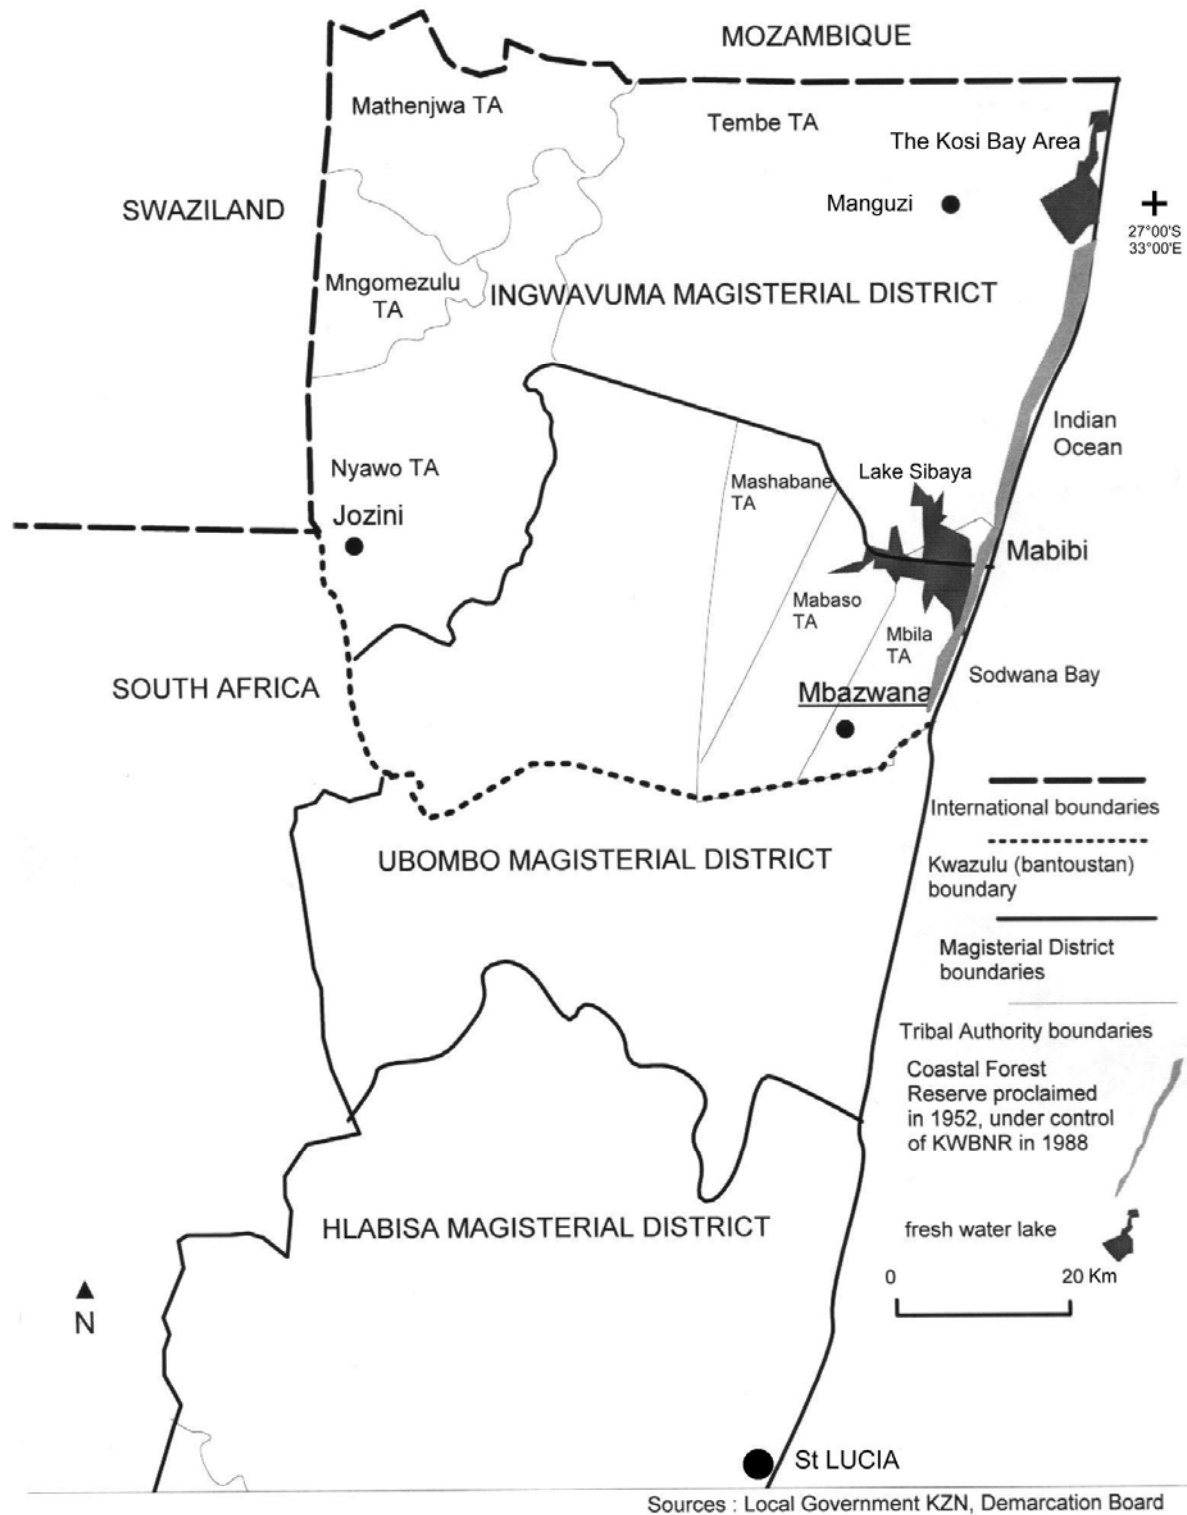 MOZAMBIQUE
Mathenjwa TA
Tembe TA
The Kosi Bay Area
SWAZILAND
Manguzi
27°00'S
33°00'E
Mngomezulu
TA
INGWAVUMA MAGISTERIAL DISTRICT
Indian
Ocean
Nyawo TA
Mashabane
TA
Lake Sibaya
Jozini
Mabibi
Mabaso
TA
Mbila
TA
SOUTH AFRICA
Sodwana Bay
Mbazwana
International boundaries
UBOMBO MAGISTERIAL DISTRICT
Kwazulu (bantoustan)
boundary
Magisterial District
boundaries
Tribal Authority boundaries
Coastal Forest
Reserve proclaimed
in 1952, under control
of KWBNR in 1988
HLABISA MAGISTERIAL DISTRICT
fresh water lake
0
20 Km
N
St LUCIA
Sources : Local Government KZN, Demarcation Board